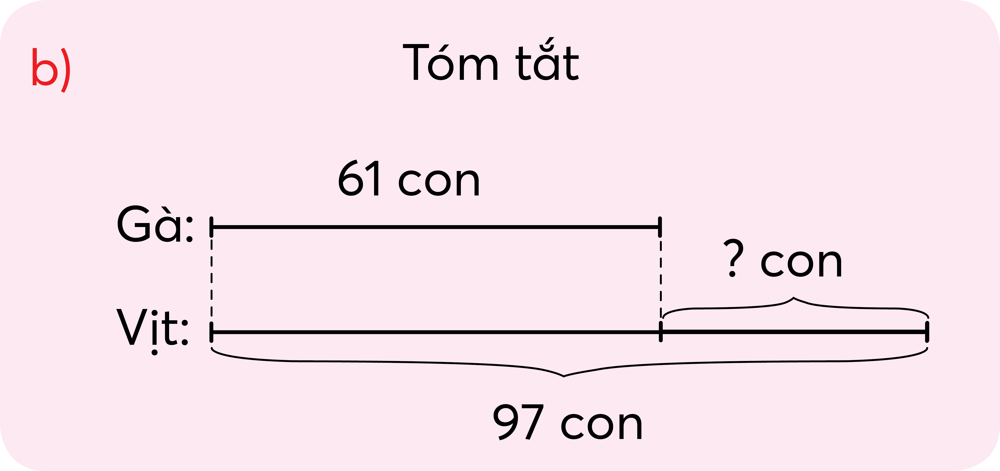 b)
Tóm tắt
61 con
Gà:
? con
Vịt:
97 con